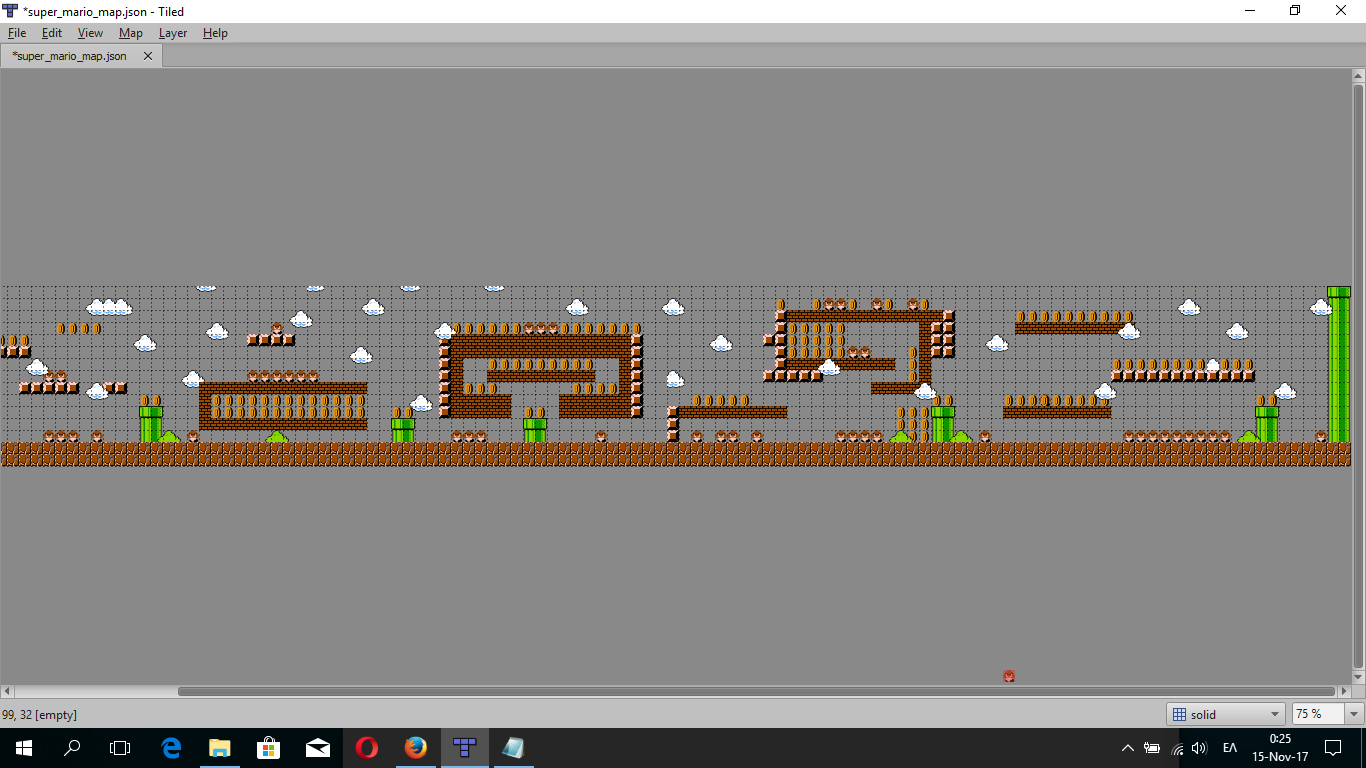 *super_mario_map.json - Tiled
File Edit View Map Layer Help
*super_mario_map.json
99, 32 [empty]
solid
75 %
ΕΛ
0:25
15-Nov-17